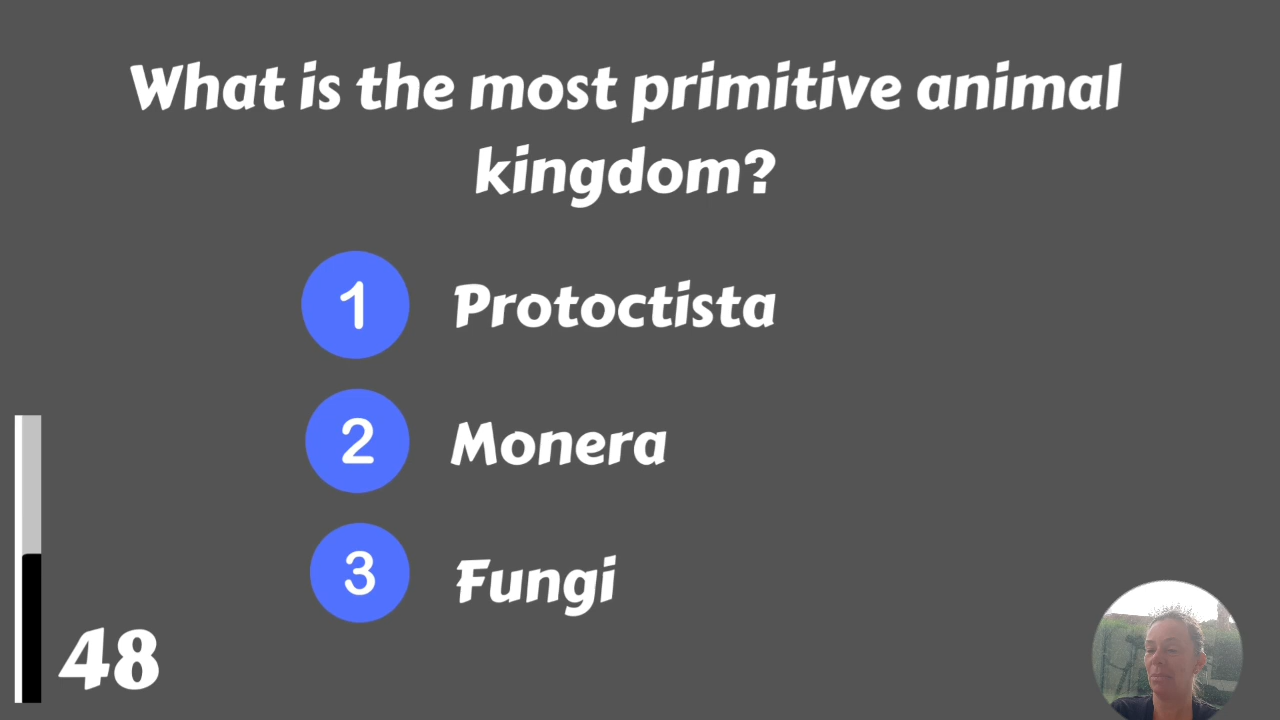 What is the most primitive animal
kingdom?
1 Protoctista
2 Monera
3 Fungi
48